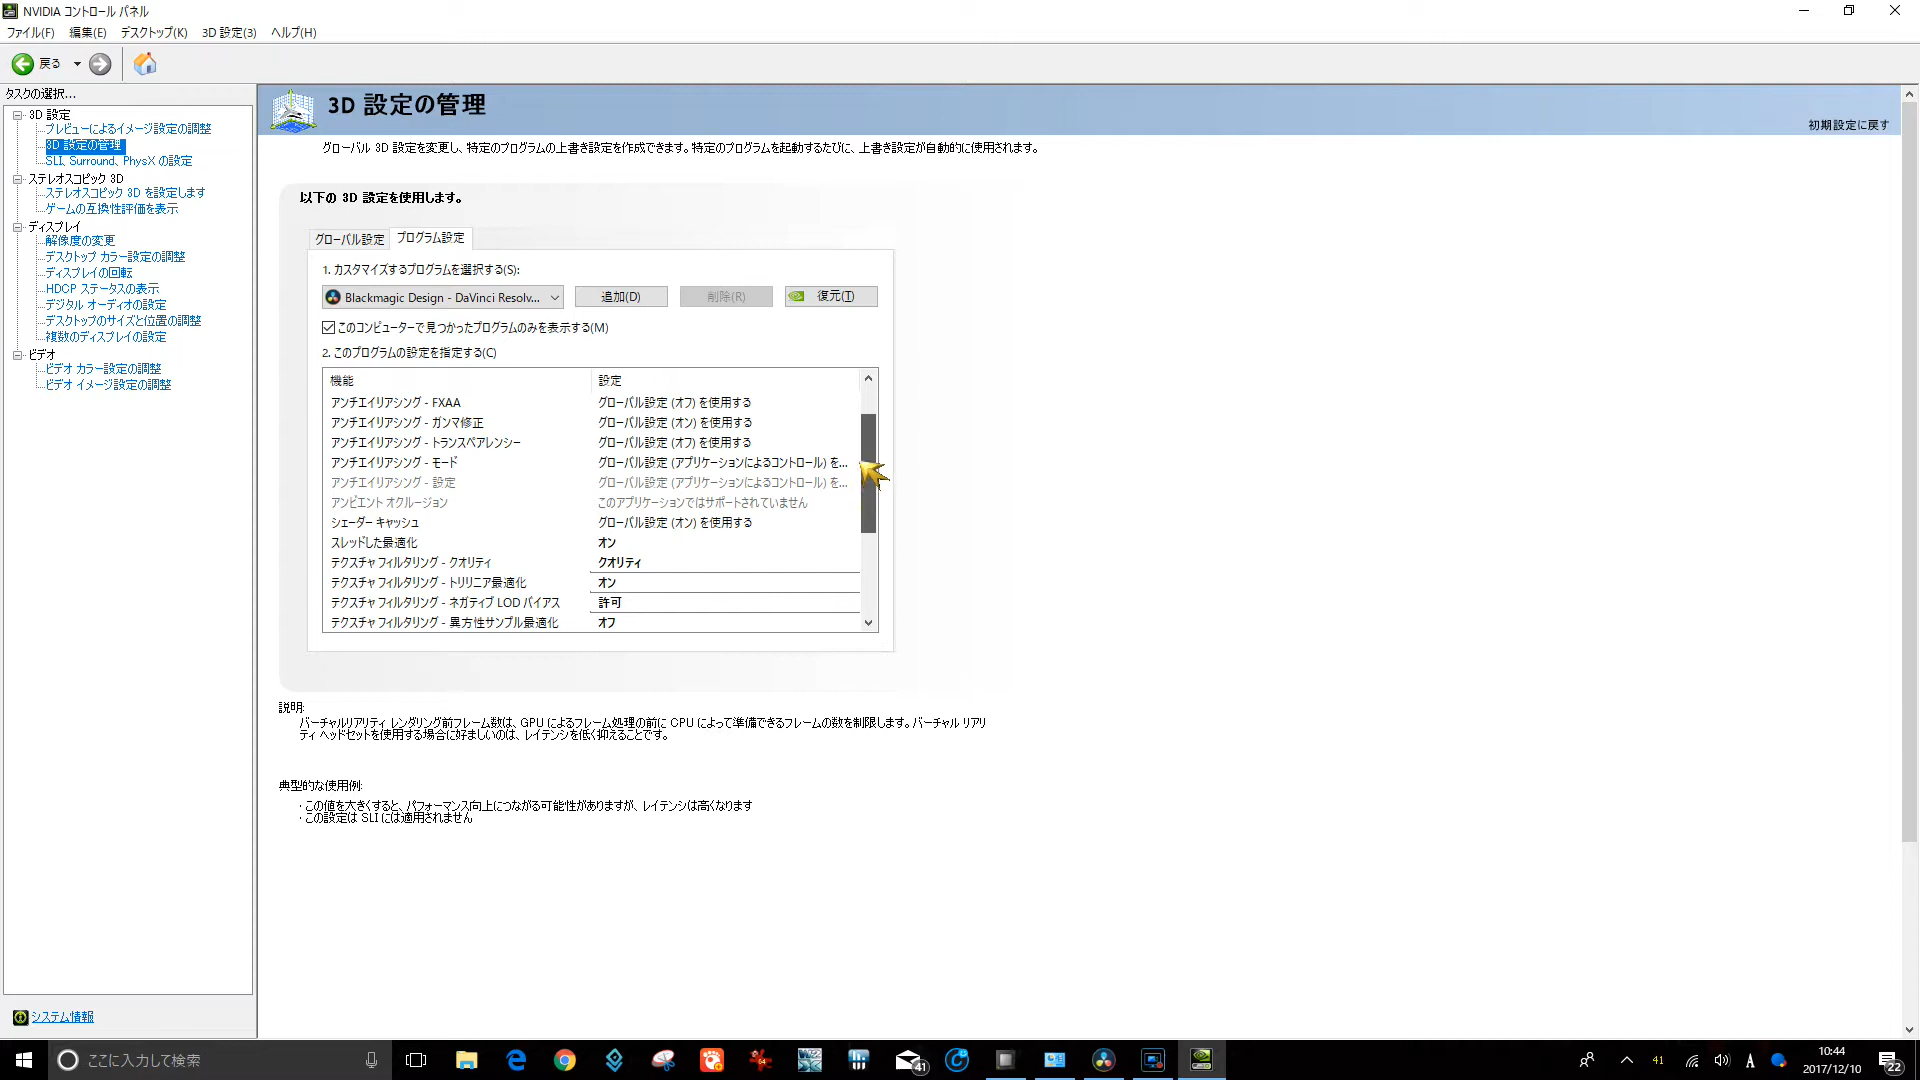 NVIDIA コントロール パネル
ファイル(F) 編集(E) デスクトップ(K) 3D 設定(3) ヘルプ(H)
戻る
タスクの選択...
3D 設定
プレビューによるイメージ設定の調整
3D 設定の管理
SLI、Surround、PhysX の設定
ステレオスコピック 3D
ステレオスコピック 3D を設定します
ゲームの互換性評価を表示
ディスプレイ
解像度の変更
デスクトップ カラー設定の調整
ディスプレイの回転
HDCP ステータスの表示
デジタル オーディオの設定
デスクトップのサイズと位置の調整
複数のディスプレイの設定
ビデオ
ビデオ カラー設定の調整
ビデオ イメージ設定の調整
システム情報
3D 設定の管理
初期設定に戻す
グローバル 3D 設定を変更し、特定のプログラムの上書き設定を作成できます。特定のプログラムを起動するたびに、上書き設定が自動的に使用されます。
以下の 3D 設定を使用します。
グローバル設定 プログラム設定
1. カスタマイズするプログラムを選択する(S):
Blackmagic Design - DaVinci Resolv... 追加(D) 削除(R) 復元(T)
このコンピューターで見つかったプログラムのみを表示する(M)
2. このプログラムの設定を指定する(C)
機能 設定
アンチエイリアシング - FXAA グローバル設定 (オフ) を使用する
アンチエイリアシング - ガンマ修正 グローバル設定 (オン) を使用する
アンチエイリアシング - トランスペアレンシー グローバル設定 (オフ) を使用する
アンチエイリアシング - モード グローバル設定 (アプリケーションによるコントロール) を...
アンチエイリアシング - 設定 グローバル設定 (アプリケーションによるコントロール) を...
アンビエント オクルージョン このアプリケーションではサポートされていません
シェーダー キャッシュ グローバル設定 (オン) を使用する
スレッドした最適化 オン
テクスチャ フィルタリング - クオリティ クオリティ
テクスチャ フィルタリング - トリリニア最適化 オン
テクスチャ フィルタリング - ネガティブ LOD バイアス 許可
テクスチャ フィルタリング - 異方性サンプル最適化 オフ
説明:
バーチャルリアリティ レンダリング前フレーム数は、GPU によるフレーム処理の前に CPU によって準備できるフレームの数を制限します。バーチャル リアリ
ティ ヘッドセットを使用する場合に好ましいのは、レイテンシを低く抑えることです。
典型的な使用例:
・この値を大きくすると、パフォーマンス向上につながる可能性がありますが、レイテンシは高くなります
・この設定は SLI には適用されません
ここに入力して検索
64
41
41
A
10:44
2017/12/10
22